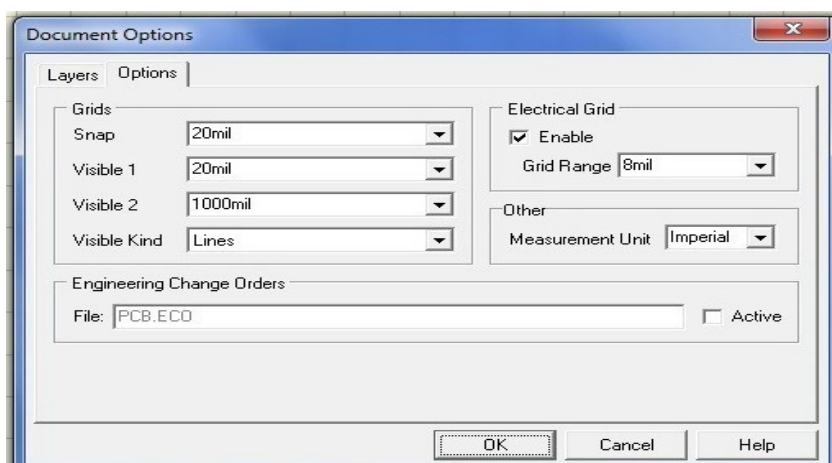 Document Options
Layers Options
Grids
Snap 20mil
Visible 1 20mil
Visible 2 1000mil
Visible Kind Lines
Electrical Grid
Enable
Grid Range 8mil
Other
Measurement Unit Imperial
Engineering Change Orders
File: PCB.ECO Active
OK Cancel Help